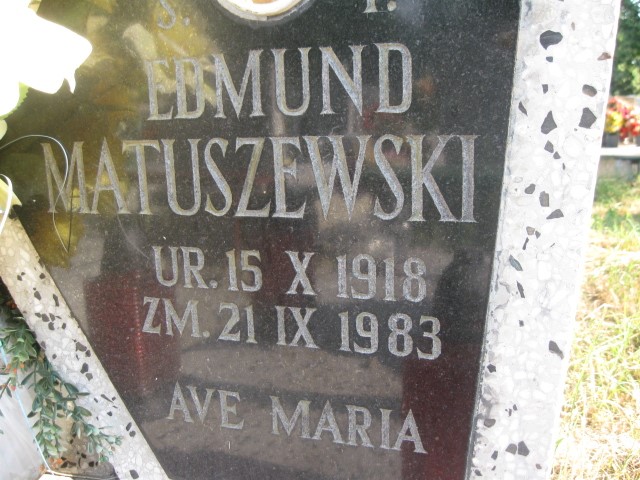 Ś. P.
EDMUND
MATUSZEWSKI
UR. 15 X 1918
ZM. 21 IX 1983
AVE MARIA